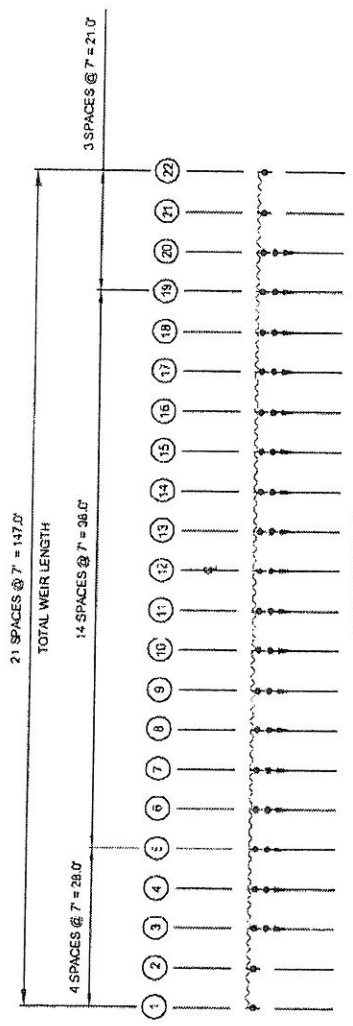 21 SPACES @ 7' = 147.0'
TOTAL WEIR LENGTH
4 SPACES @ 7' = 28.0'
14 SPACES @ 7' = 38.0'
3 SPACES @ 7' = 21.0'
1 2 3 4 5 6 7 8 9 10 11 12 13 14 15 16 17 18 19 20 21 22